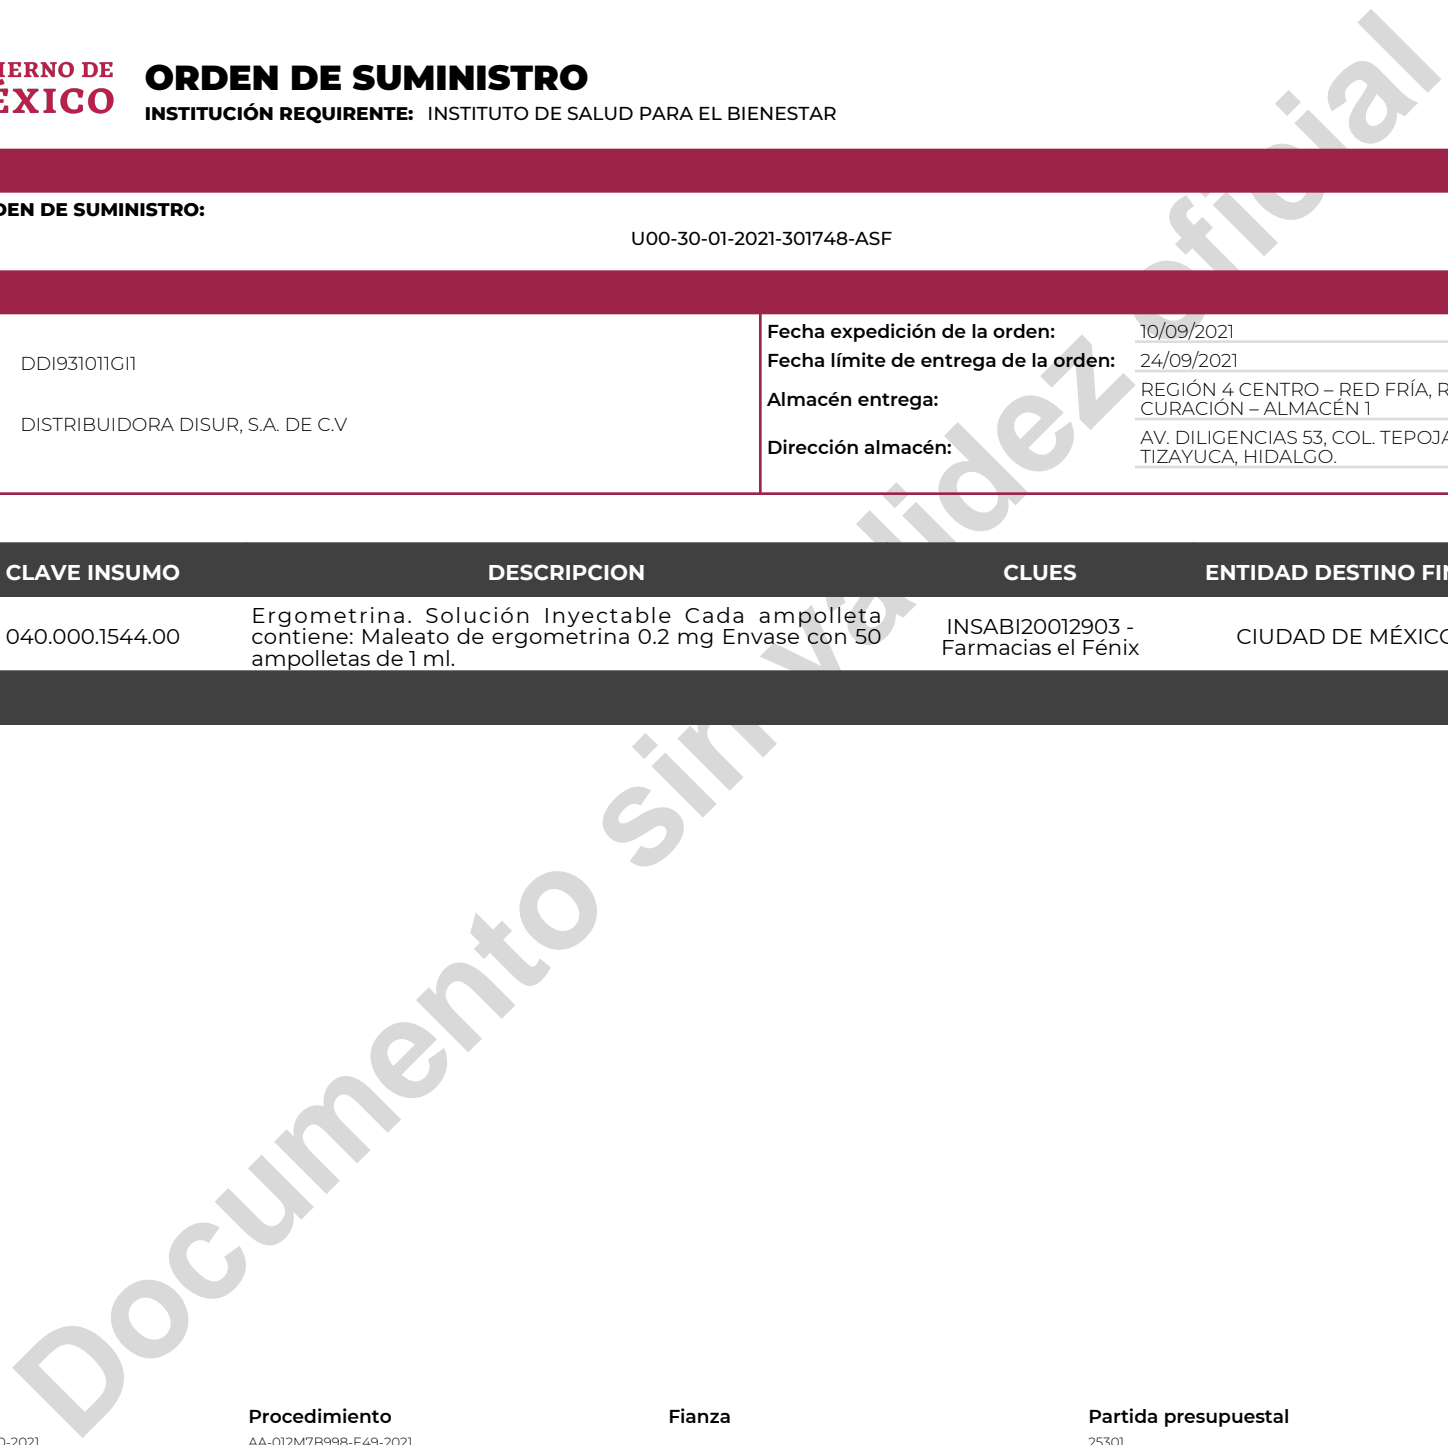 IERNO DE
ÉXICO
ORDEN DE SUMINISTRO
INSTITUCIÓN REQUIRENTE: INSTITUTO DE SALUD PARA EL BIENESTAR
DEN DE SUMINISTRO:
U00-30-01-2021-301748-ASF
DDI931011GI1
DISTRIBUIDORA DISUR, S.A. DE C.V
Fecha expedición de la orden: 10/09/2021
Fecha límite de entrega de la orden: 24/09/2021
Almacén entrega: REGIÓN 4 CENTRO – RED FRÍA, R
CURACIÓN – ALMACÉN 1
Dirección almacén: AV. DILIGENCIAS 53, COL. TEPOJA
TIZAYUCA, HIDALGO.
CLAVE INSUMO DESCRIPCION CLUES ENTIDAD DESTINO FIN
040.000.1544.00
Ergometrina. Solución Inyectable Cada ampolleta
contiene: Maleato de ergometrina 0.2 mg Envase con 50
ampolletas de 1 ml.
INSABI20012903 -
Farmacias el Fénix
CIUDAD DE MÉXICO
Documento sin validez oficial
Procedimiento Fianza Partida presupuestal
0-2021 AA-012M7B998-E49-2021 25301